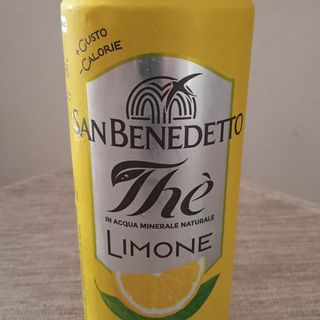 +GUSTO
-CALORIE
SAN BENEDETTO
Thè
IN ACQUA MINERALE NATURALE
LIMONE